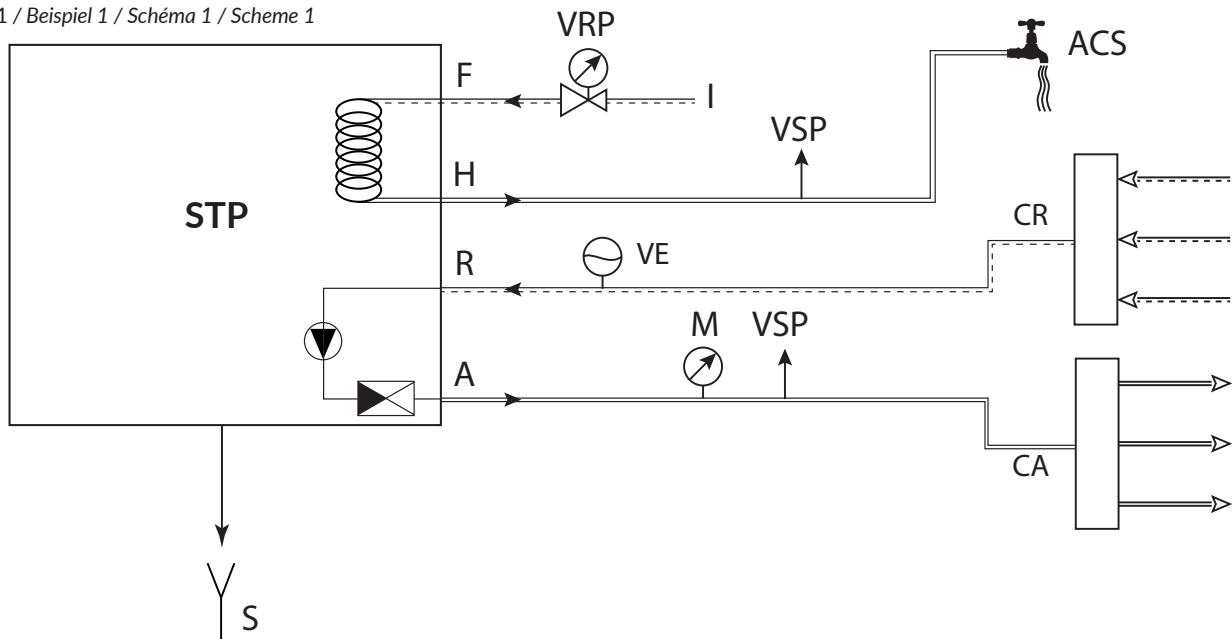 1 / Beispiel 1 / Schéma 1 / Scheme 1
VRP
ACS
F
I
VSP
H
CR
STP
R
VE
M
VSP
A
CA
S